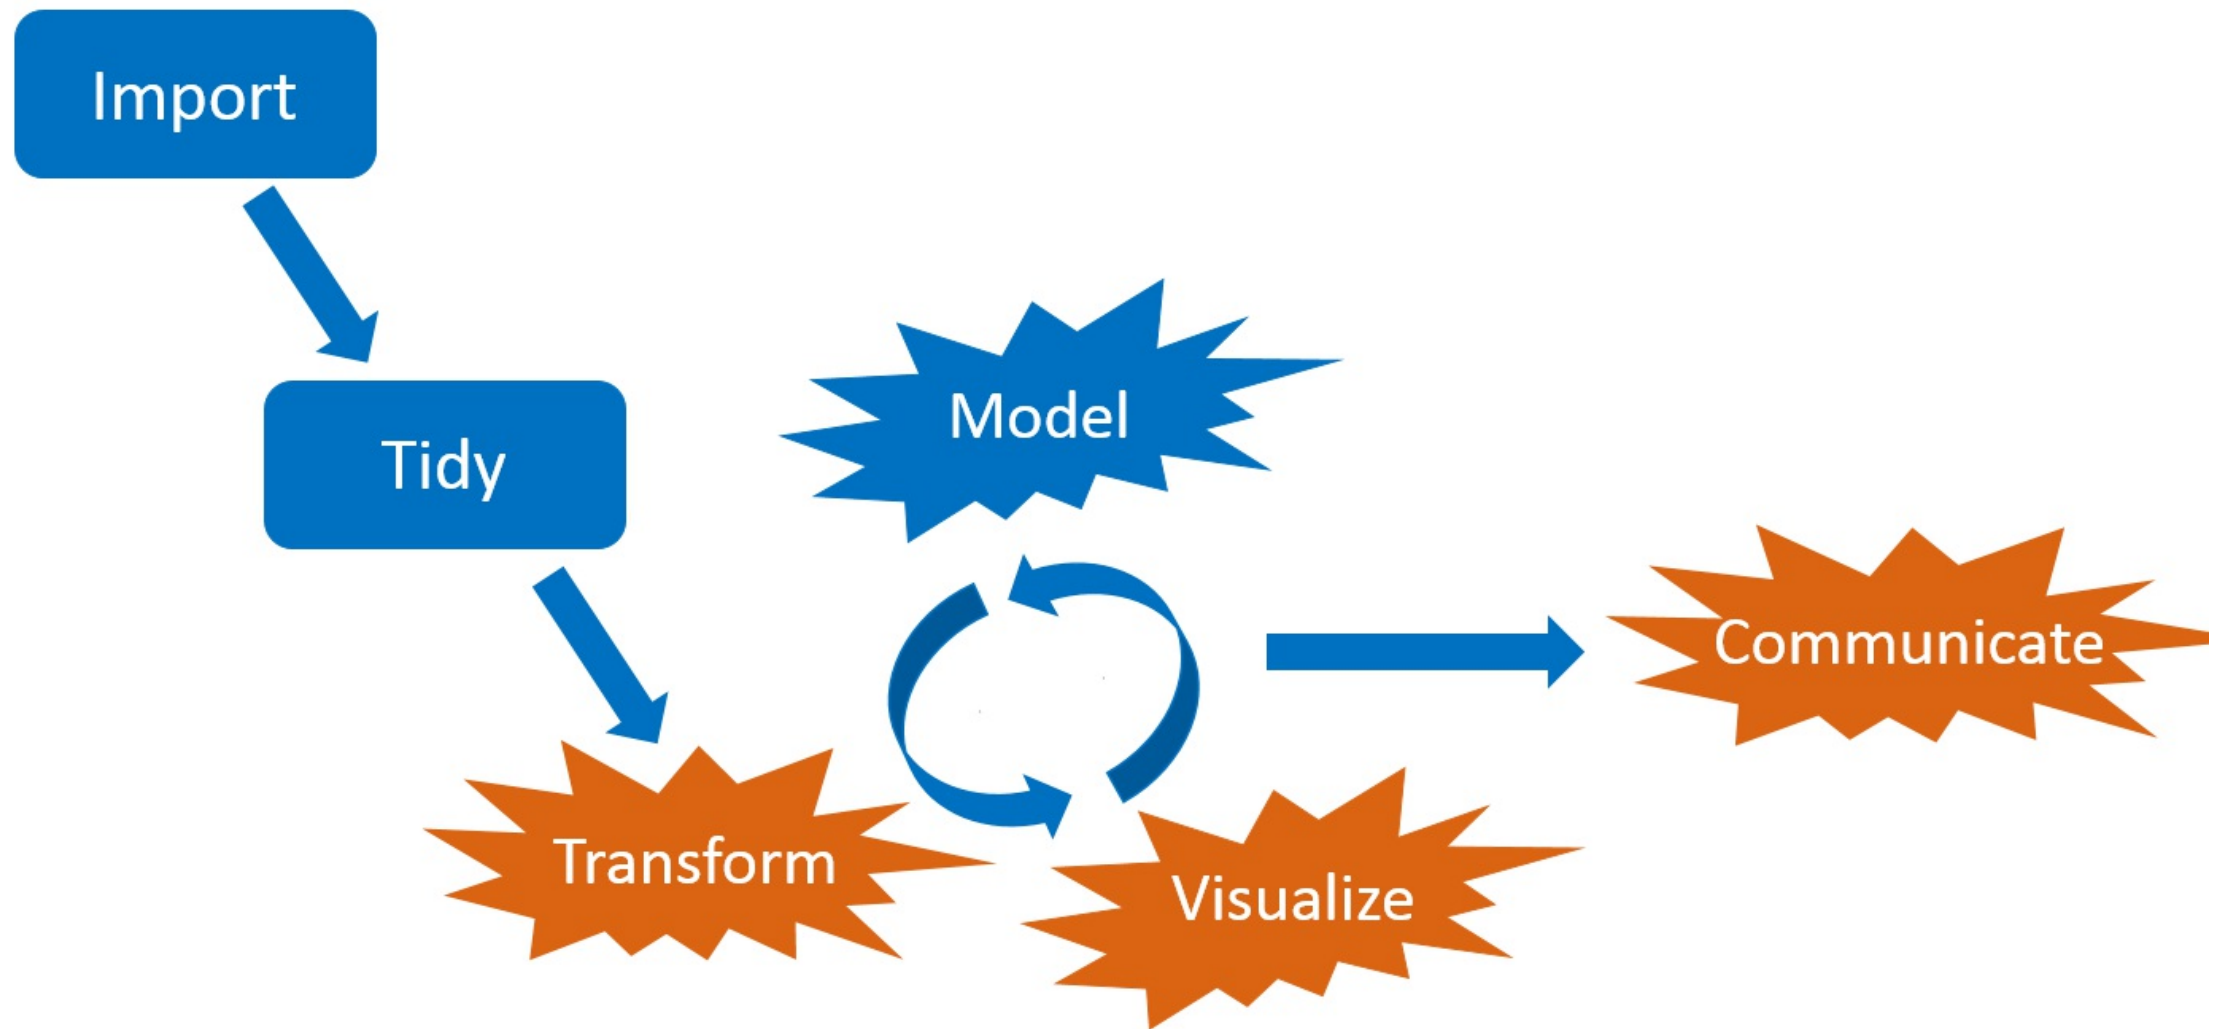 Import
Tidy
Model
Transform
Visualize
Communicate